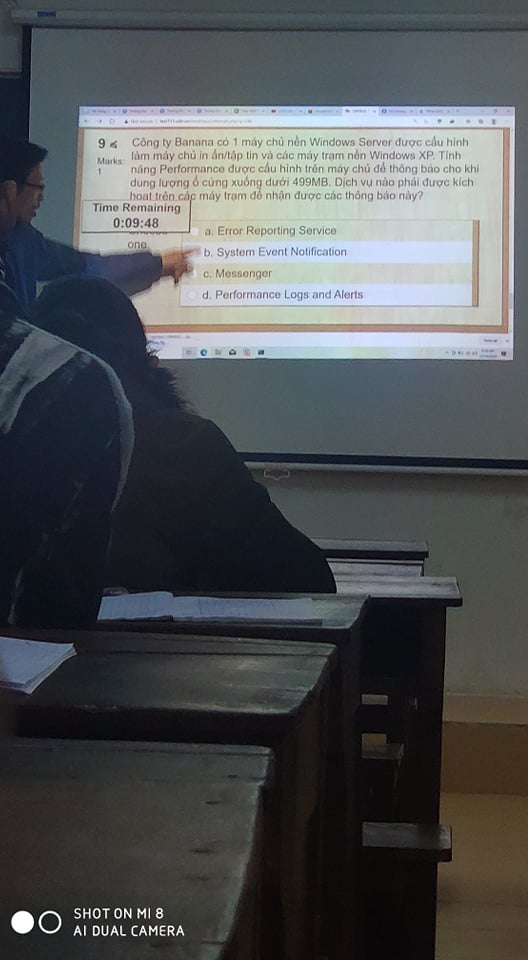 9
Công ty Banana có 1 máy chủ nền Windows Server được cấu hình
Marks: làm máy chủ in ấn/tập tin và các máy trạm nền Windows XP. Tính
1 năng Performance được cấu hình trên máy chủ để thông báo cho khi
dung lượng ổ cứng xuống dưới 499MB. Dịch vụ nào phải được kích
hoạt trên các máy trạm để nhận được các thông báo này?
Time Remaining
0:09:48
one
a. Error Reporting Service
b. System Event Notification
c. Messenger
d. Performance Logs and Alerts
SHOT ON MI 8
AI DUAL CAMERA